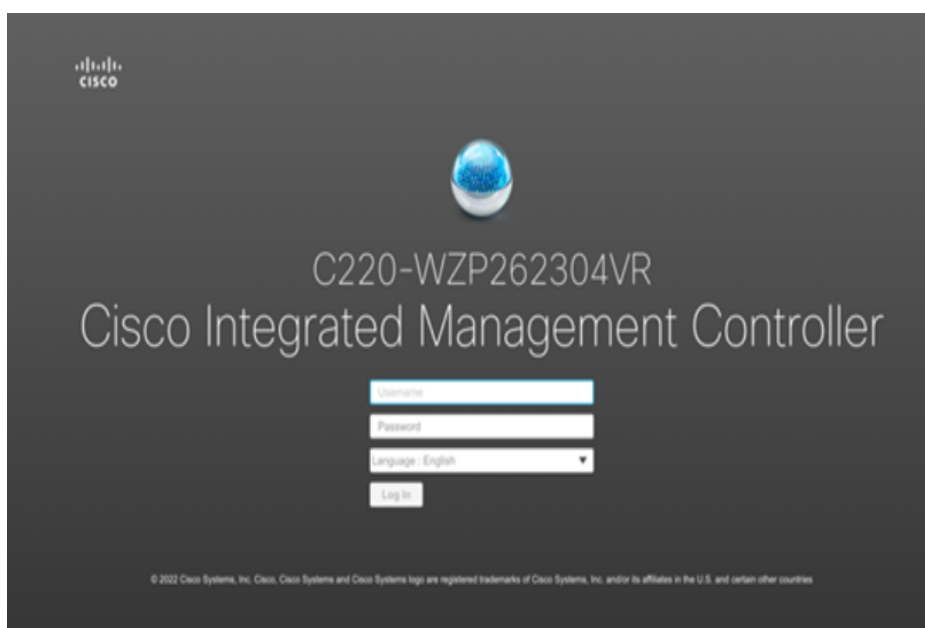 CISCO
C220-WZP262304VR
Cisco Integrated Management Controller
Username
Password
Language : English
Log In
© 2022 Cisco Systems, Inc. Cisco, Cisco Systems and Cisco Systems logo are registered trademarks of Cisco Systems, Inc. and/or its affiliates in the U.S. and certain other countries